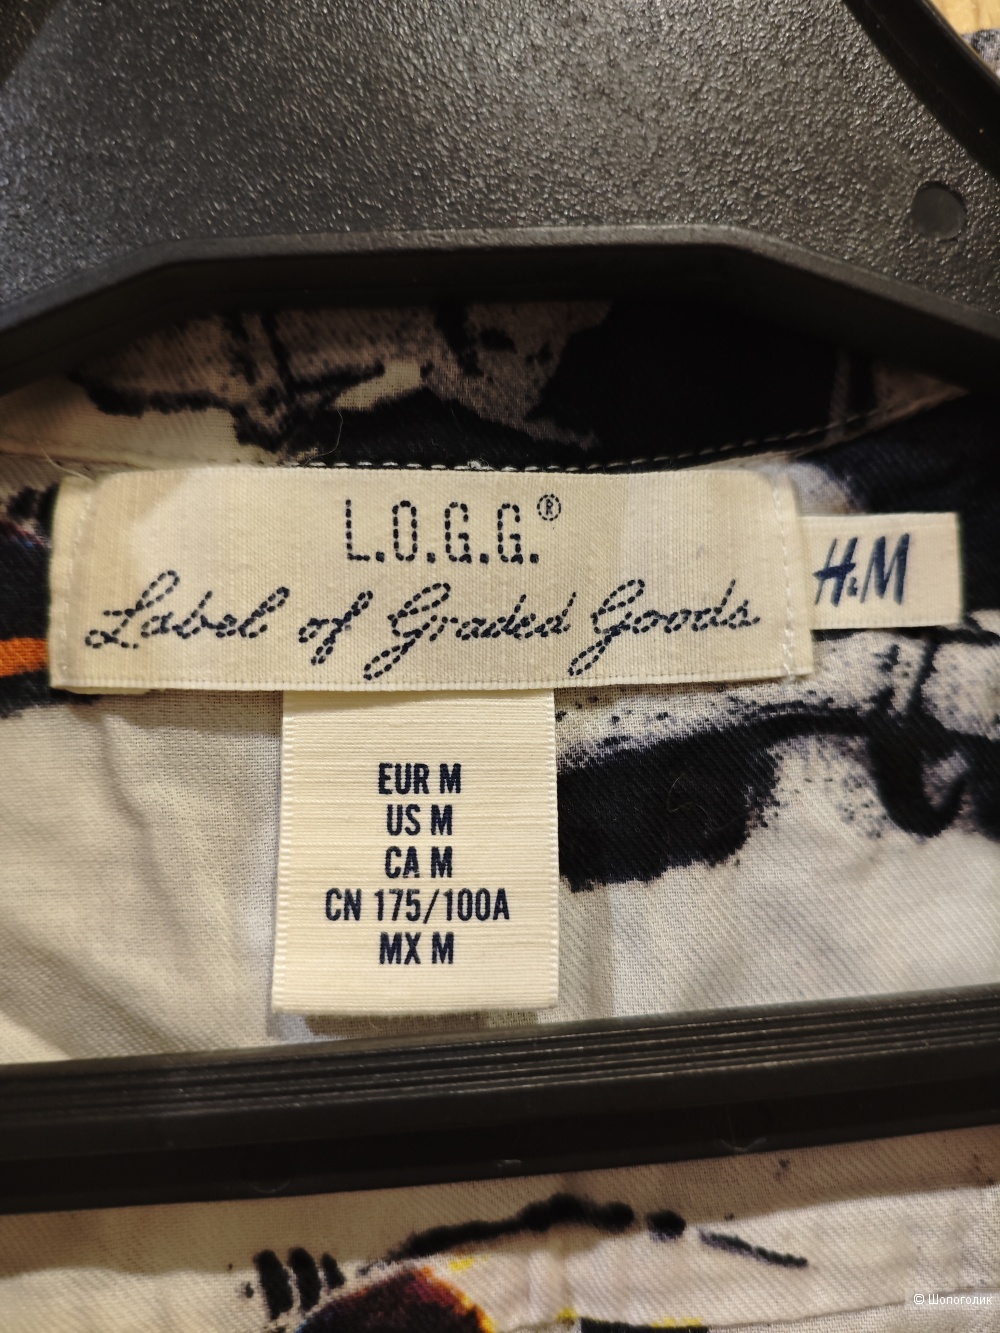 L.O.G.G.®
Label of Graded Goods
H&M
EUR M
US M
CA M
CN 175/100A
MX M
© Шопоголик